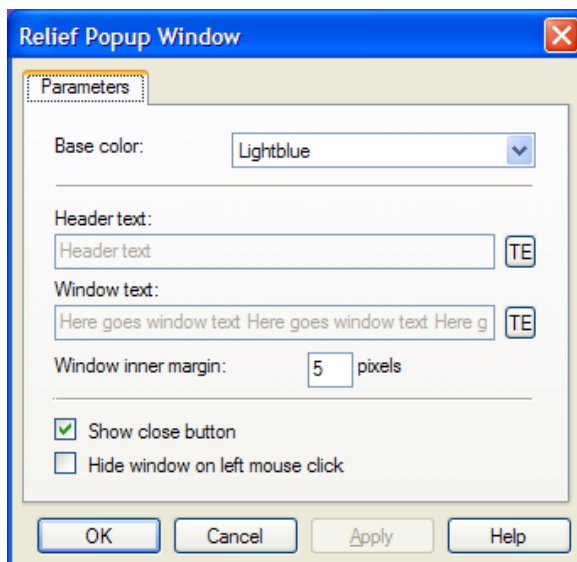 Relief Popup Window
Parameters
Base color: Lightblue
Header text:
Header text TE
Window text:
Here goes window text Here goes window text Here g TE
Window inner margin: 5 pixels
Show close button
Hide window on left mouse click
OK Cancel Apply Help